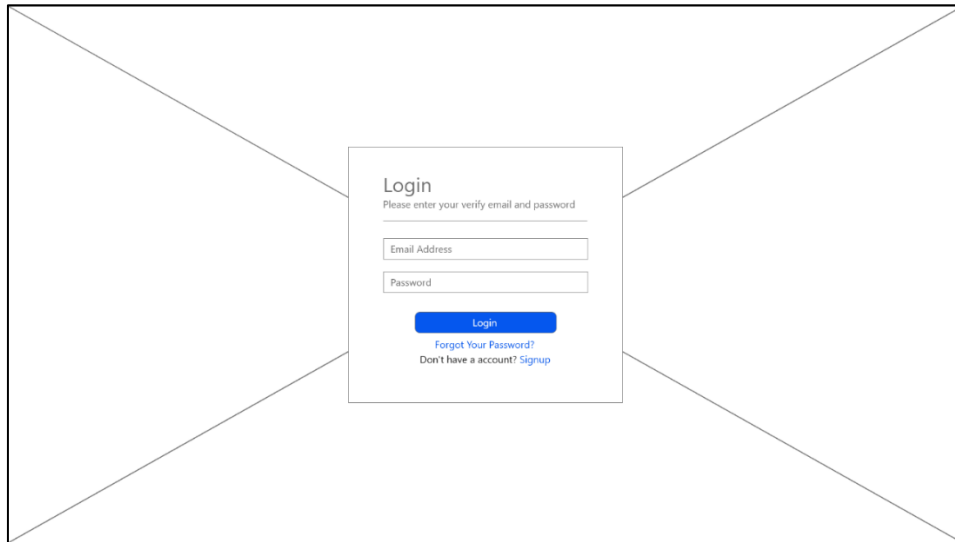 Login
Please enter your verify email and password
Email Address
Password
Login
Forgot Your Password?
Don't have a account? Signup